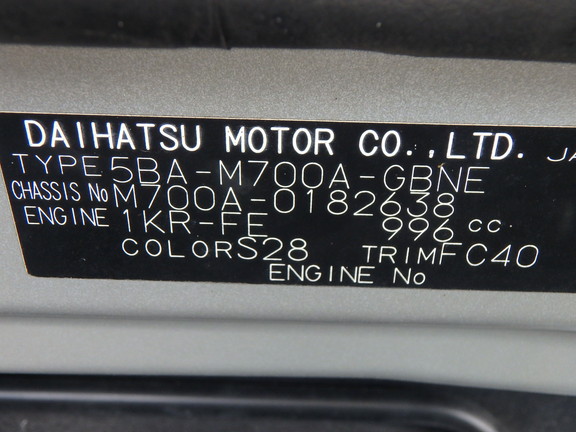 DAIHATSU MOTOR CO.,LTD. JA
TYPE 5BA-M700A-GBNE
CHASSIS No M700A-0182638
ENGINE 1KR-FE 996 cc
COLOR S28 TRIM FC40
ENGINE No